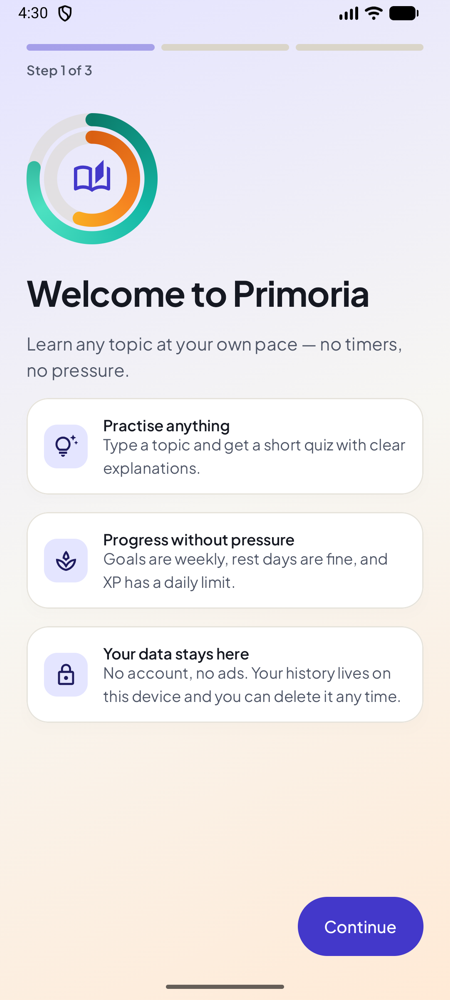 4:30
Step 1 of 3
Welcome to Primoria
Learn any topic at your own pace — no timers,
no pressure.
Practise anything
Type a topic and get a short quiz with clear
explanations.
Progress without pressure
Goals are weekly, rest days are fine, and
XP has a daily limit.
Your data stays here
No account, no ads. Your history lives on
this device and you can delete it any time.
Continue